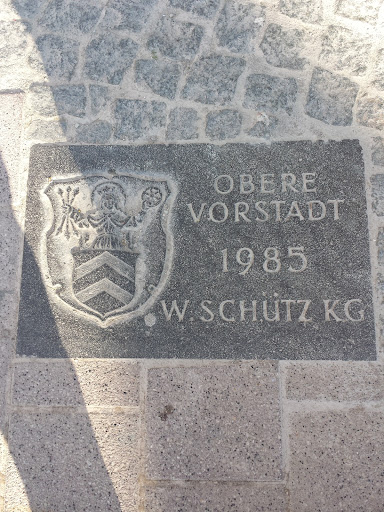 OBERE
VORSTADT
1985
W. SCHÜTZ KG